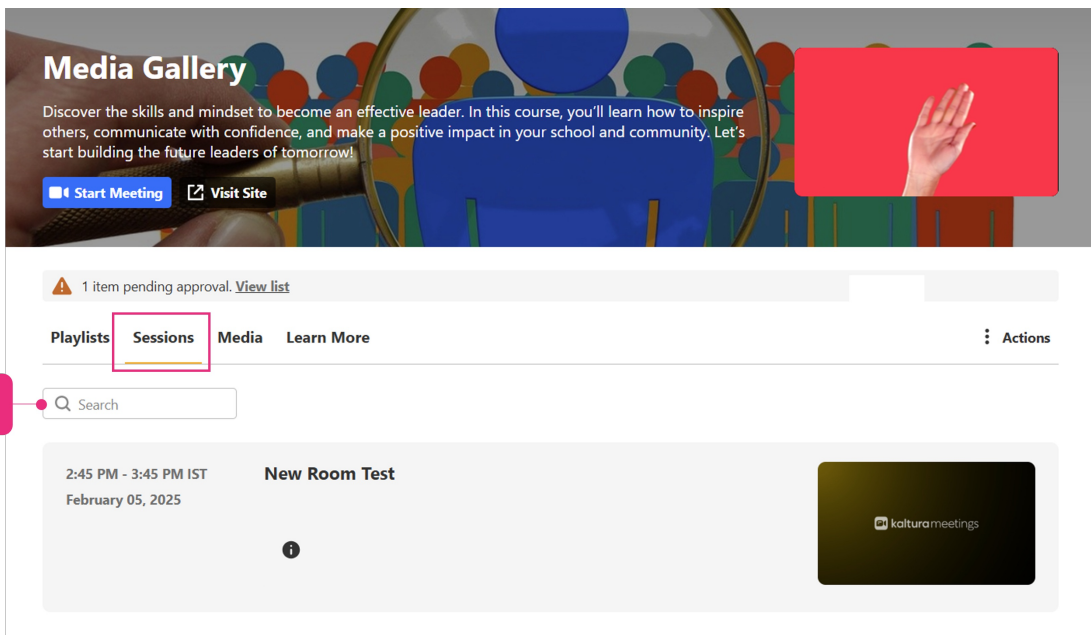 Media Gallery
Discover the skills and mindset to become an effective leader. In this course, you’ll learn how to inspire
others, communicate with confidence, and make a positive impact in your school and community. Let’s
start building the future leaders of tomorrow!
Start Meeting Visit Site
1 item pending approval. View list
Playlists Sessions Media Learn More Actions
Search
2:45 PM - 3:45 PM IST New Room Test
February 05, 2025
kaltura meetings